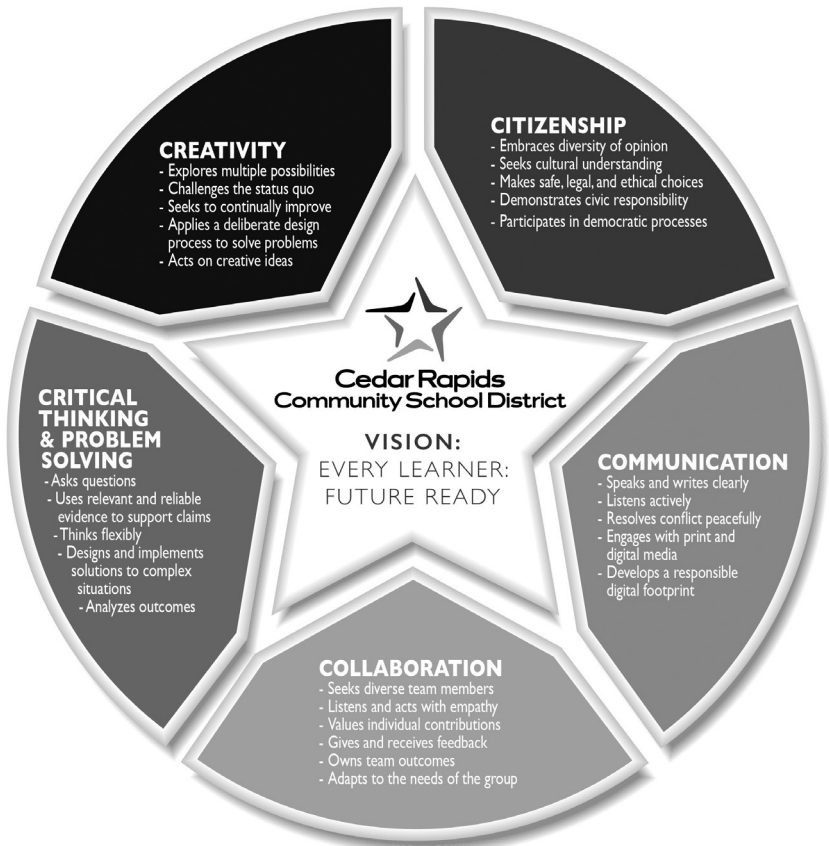 CREATIVITY
- Explores multiple possibilities
- Challenges the status quo
- Seeks to continually improve
- Applies a deliberate design
process to solve problems
- Acts on creative ideas
CITIZENSHIP
- Embraces diversity of opinion
- Seeks cultural understanding
- Makes safe, legal, and ethical choices
- Demonstrates civic responsibility
- Participates in democratic processes
Cedar Rapids
Community School District
VISION:
EVERY LEARNER:
FUTURE READY
CRITICAL
THINKING
& PROBLEM
SOLVING
- Asks questions
- Uses relevant and reliable
evidence to support claims
- Thinks flexibly
- Designs and implements
solutions to complex
situations
- Analyzes outcomes
COMMUNICATION
- Speaks and writes clearly
- Listens actively
- Resolves conflict peacefully
- Engages with print and
digital media
- Develops a responsible
digital footprint
COLLABORATION
- Seeks diverse team members
- Listens and acts with empathy
- Values individual contributions
- Gives and receives feedback
- Owns team outcomes
- Adapts to the needs of the group